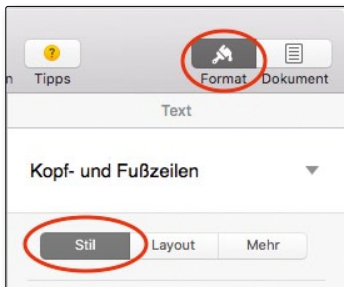 Tipps Format Dokument
Text
Kopf- und Fußzeilen
Stil Layout Mehr